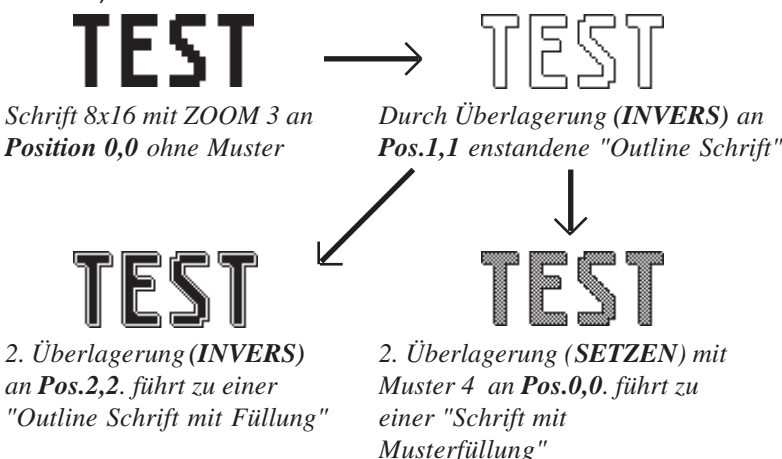 TEST
TEST
Schrift 8x16 mit ZOOM 3 an
Position 0,0 ohne Muster
Durch Überlagerung (INVERS) an
Pos.1,1 enstandene "Outline Schrift"
TEST
TEST
2. Überlagerung (INVERS)
an Pos.2,2. führt zu einer
"Outline Schrift mit Füllung"
2. Überlagerung (SETZEN) mit
Muster 4 an Pos.0,0. führt zu
einer "Schrift mit
Musterfüllung"